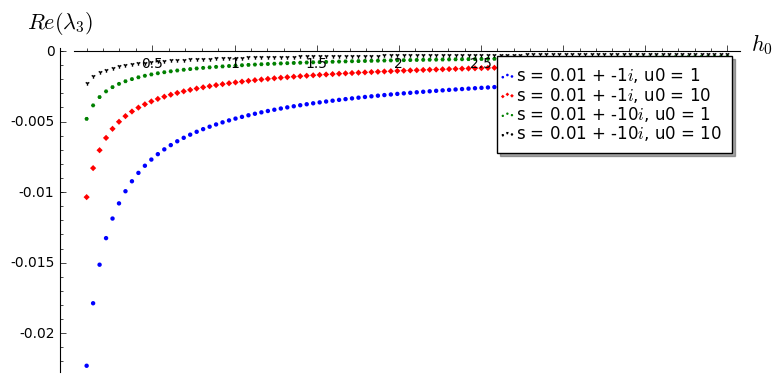 Re(λ₃)
h₀
0
0.5
1
1.5
2
2.5
-0.005
-0.01
-0.015
-0.02
s = 0.01 + -1i, u0 = 1
s = 0.01 + -1i, u0 = 10
s = 0.01 + -10i, u0 = 1
s = 0.01 + -10i, u0 = 10